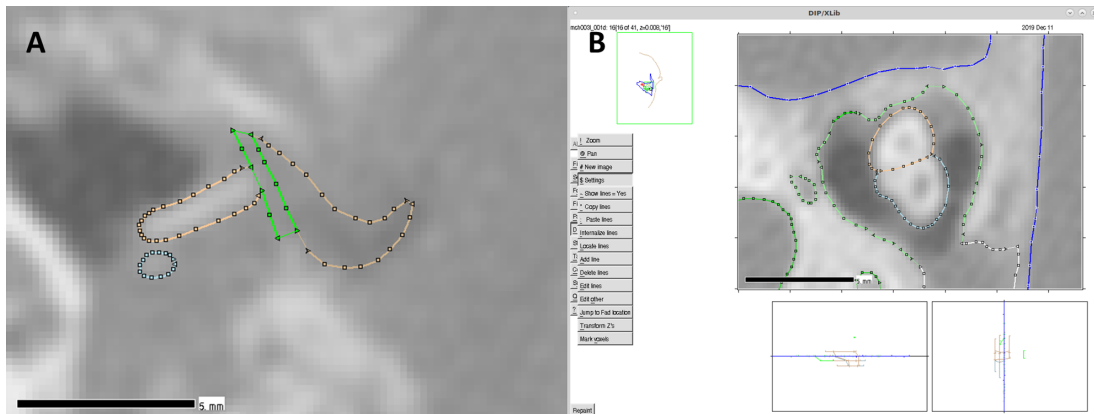 A
5. mm
DIP/XLib
2019 Dec 11
B
! Zoom
@ Pan
# New image
$ Settings
- Show lines = Yes
Copy lines
Paste lines
Internalize lines
Locate lines
Add line
Delete lines
Edit lines
Edit other
Jump to Fad location
Transform Z's
Mark voxels
Repaint